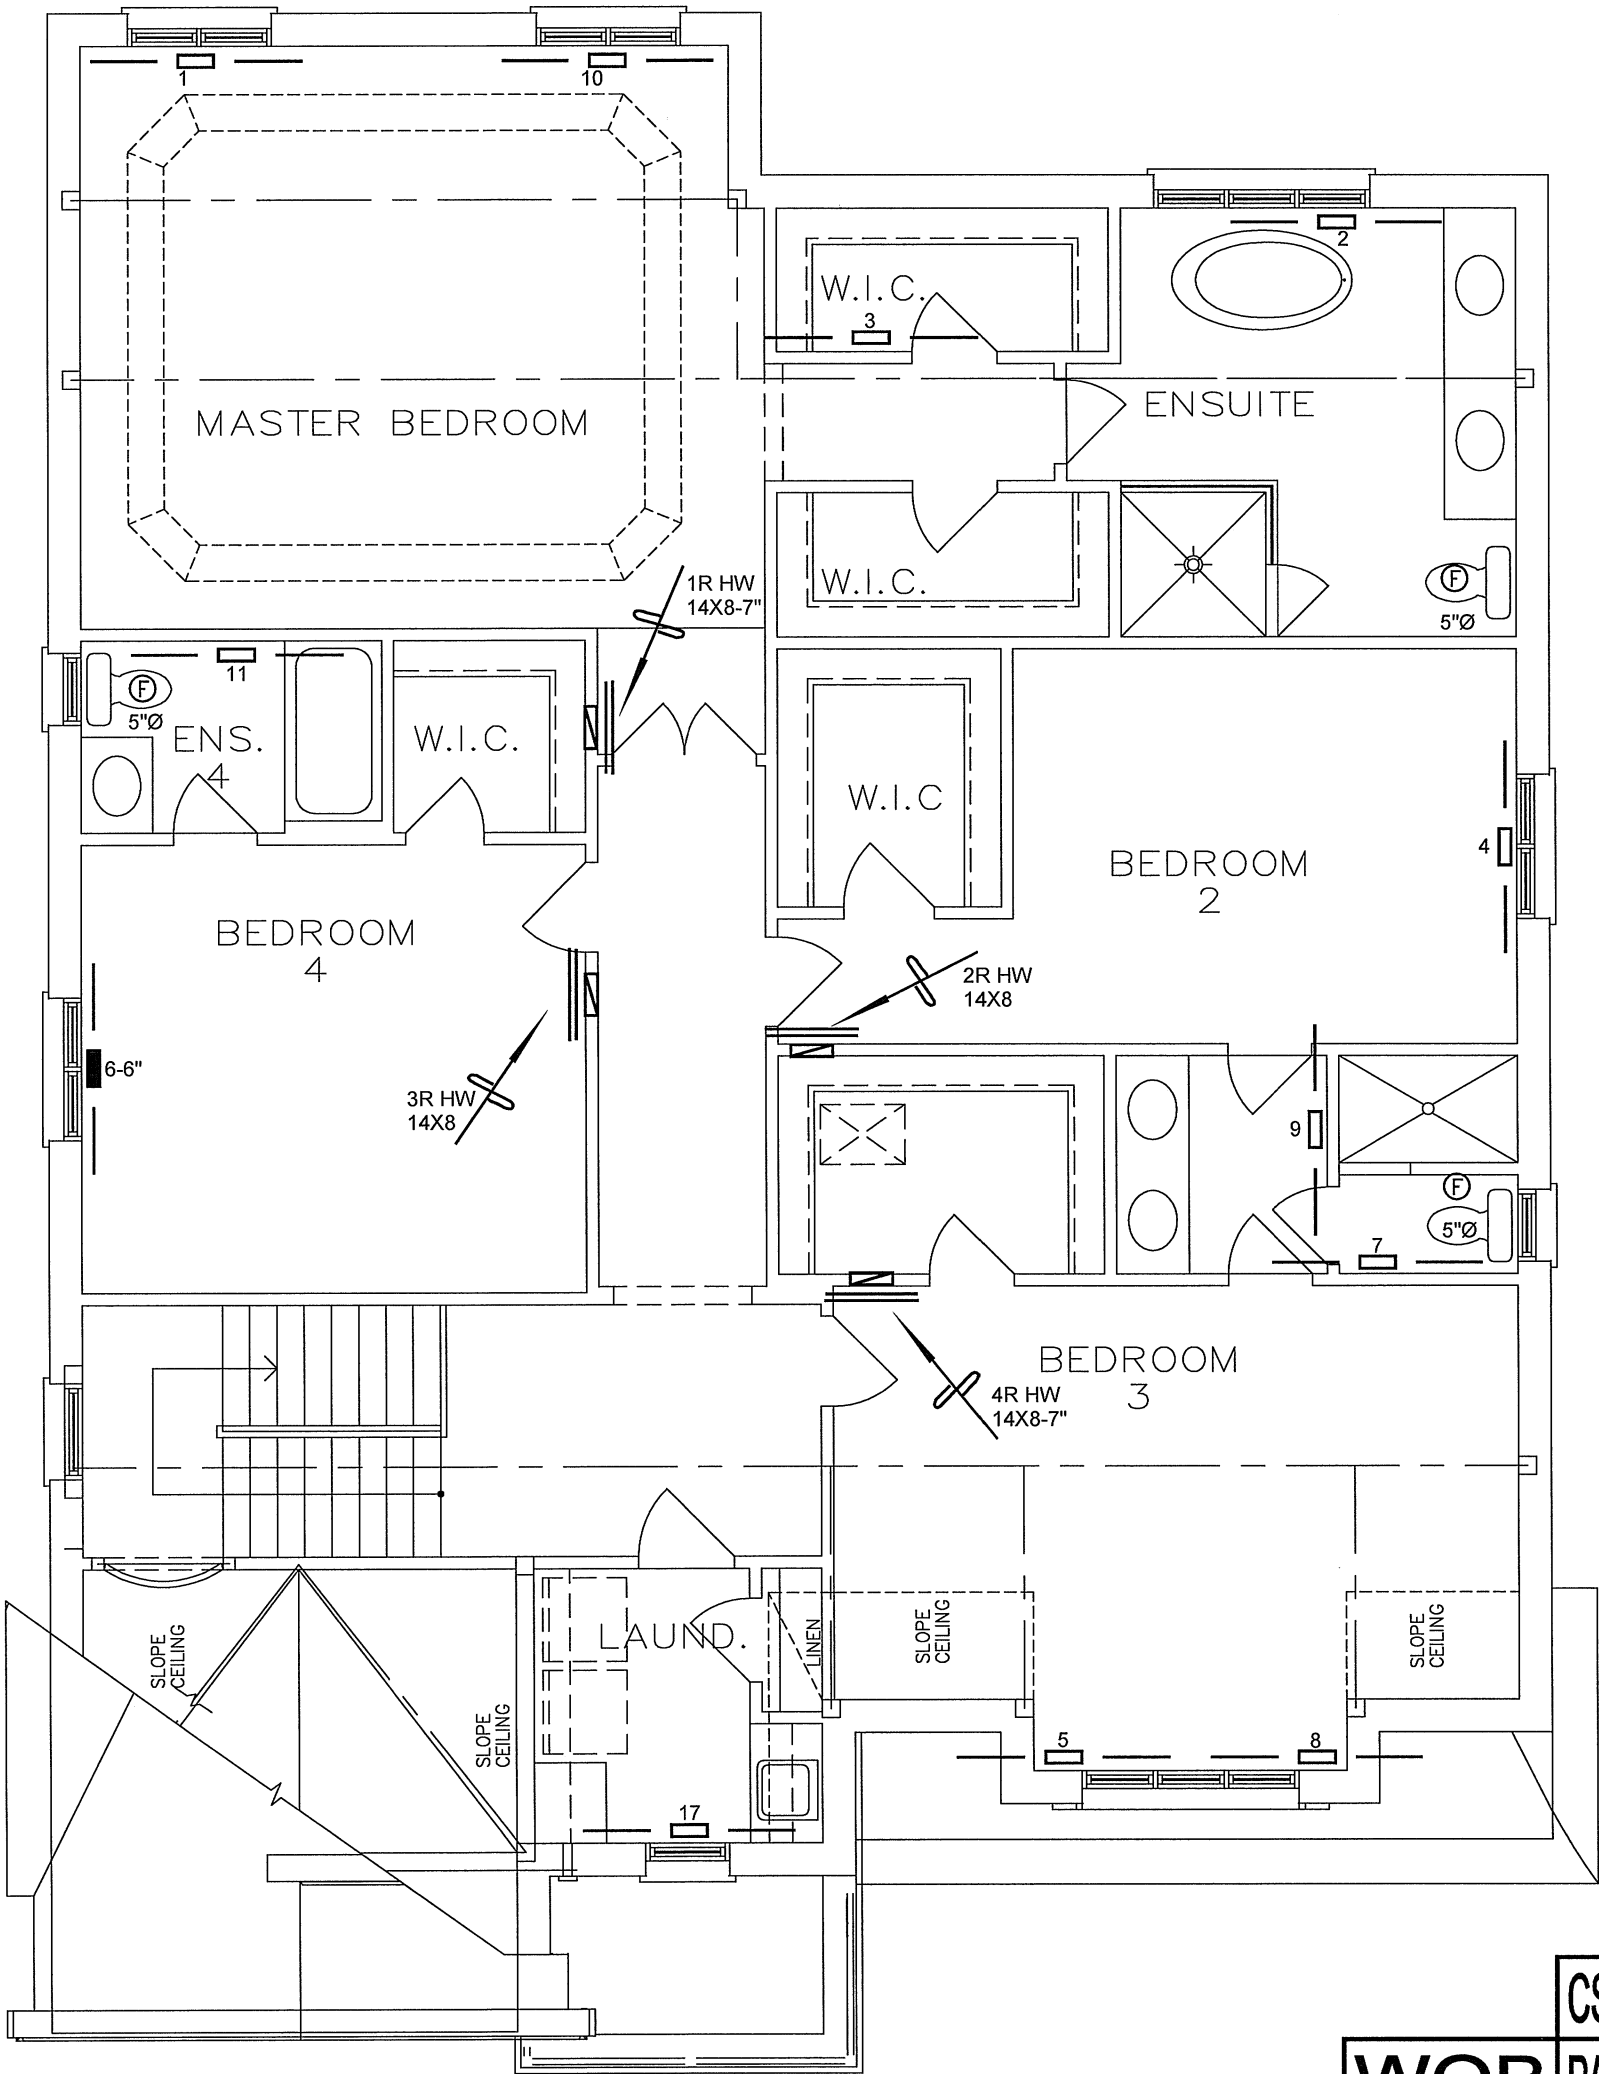 1
10
2
W.I.C.
3
MASTER BEDROOM
ENSUITE
W.I.C.
1R HW
14X8-7"
F
5"Ø
11
F
5"Ø
ENS.
4
W.I.C.
W.I.C
4
BEDROOM
2
BEDROOM
4
2R HW
14X8
6-6"
3R HW
14X8
9
F
5"Ø
7
BEDROOM
3
4R HW
14X8-7"
SLOPE
CEILING
LAUND.
LINEN
SLOPE
CEILING
SLOPE
CEILING
SLOPE
CEILING
5
8
17